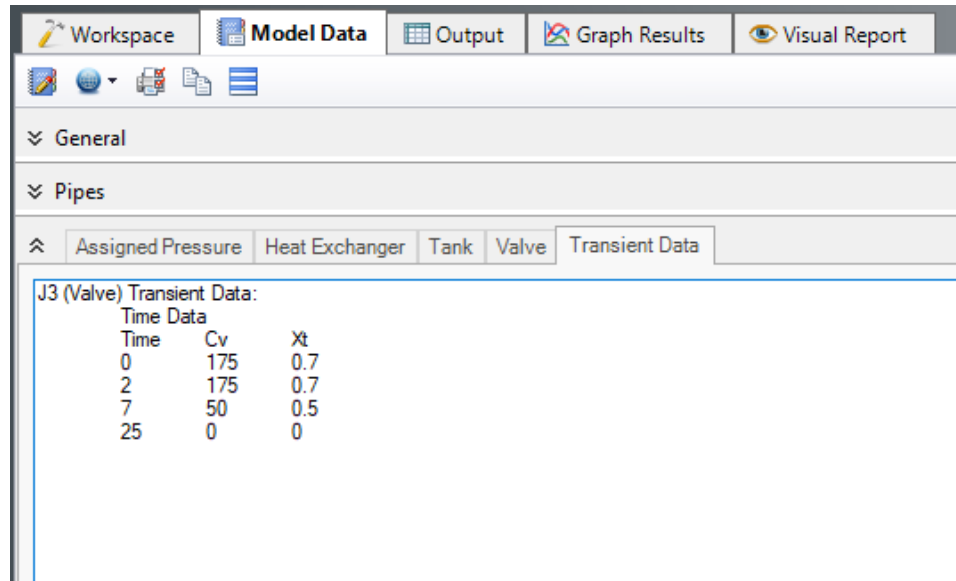 Workspace Model Data Output Graph Results Visual Report
General
Pipes
Assigned Pressure Heat Exchanger Tank Valve Transient Data
J3 (Valve) Transient Data:
Time Data
Time Cv Xt
0 175 0.7
2 175 0.7
7 50 0.5
25 0 0